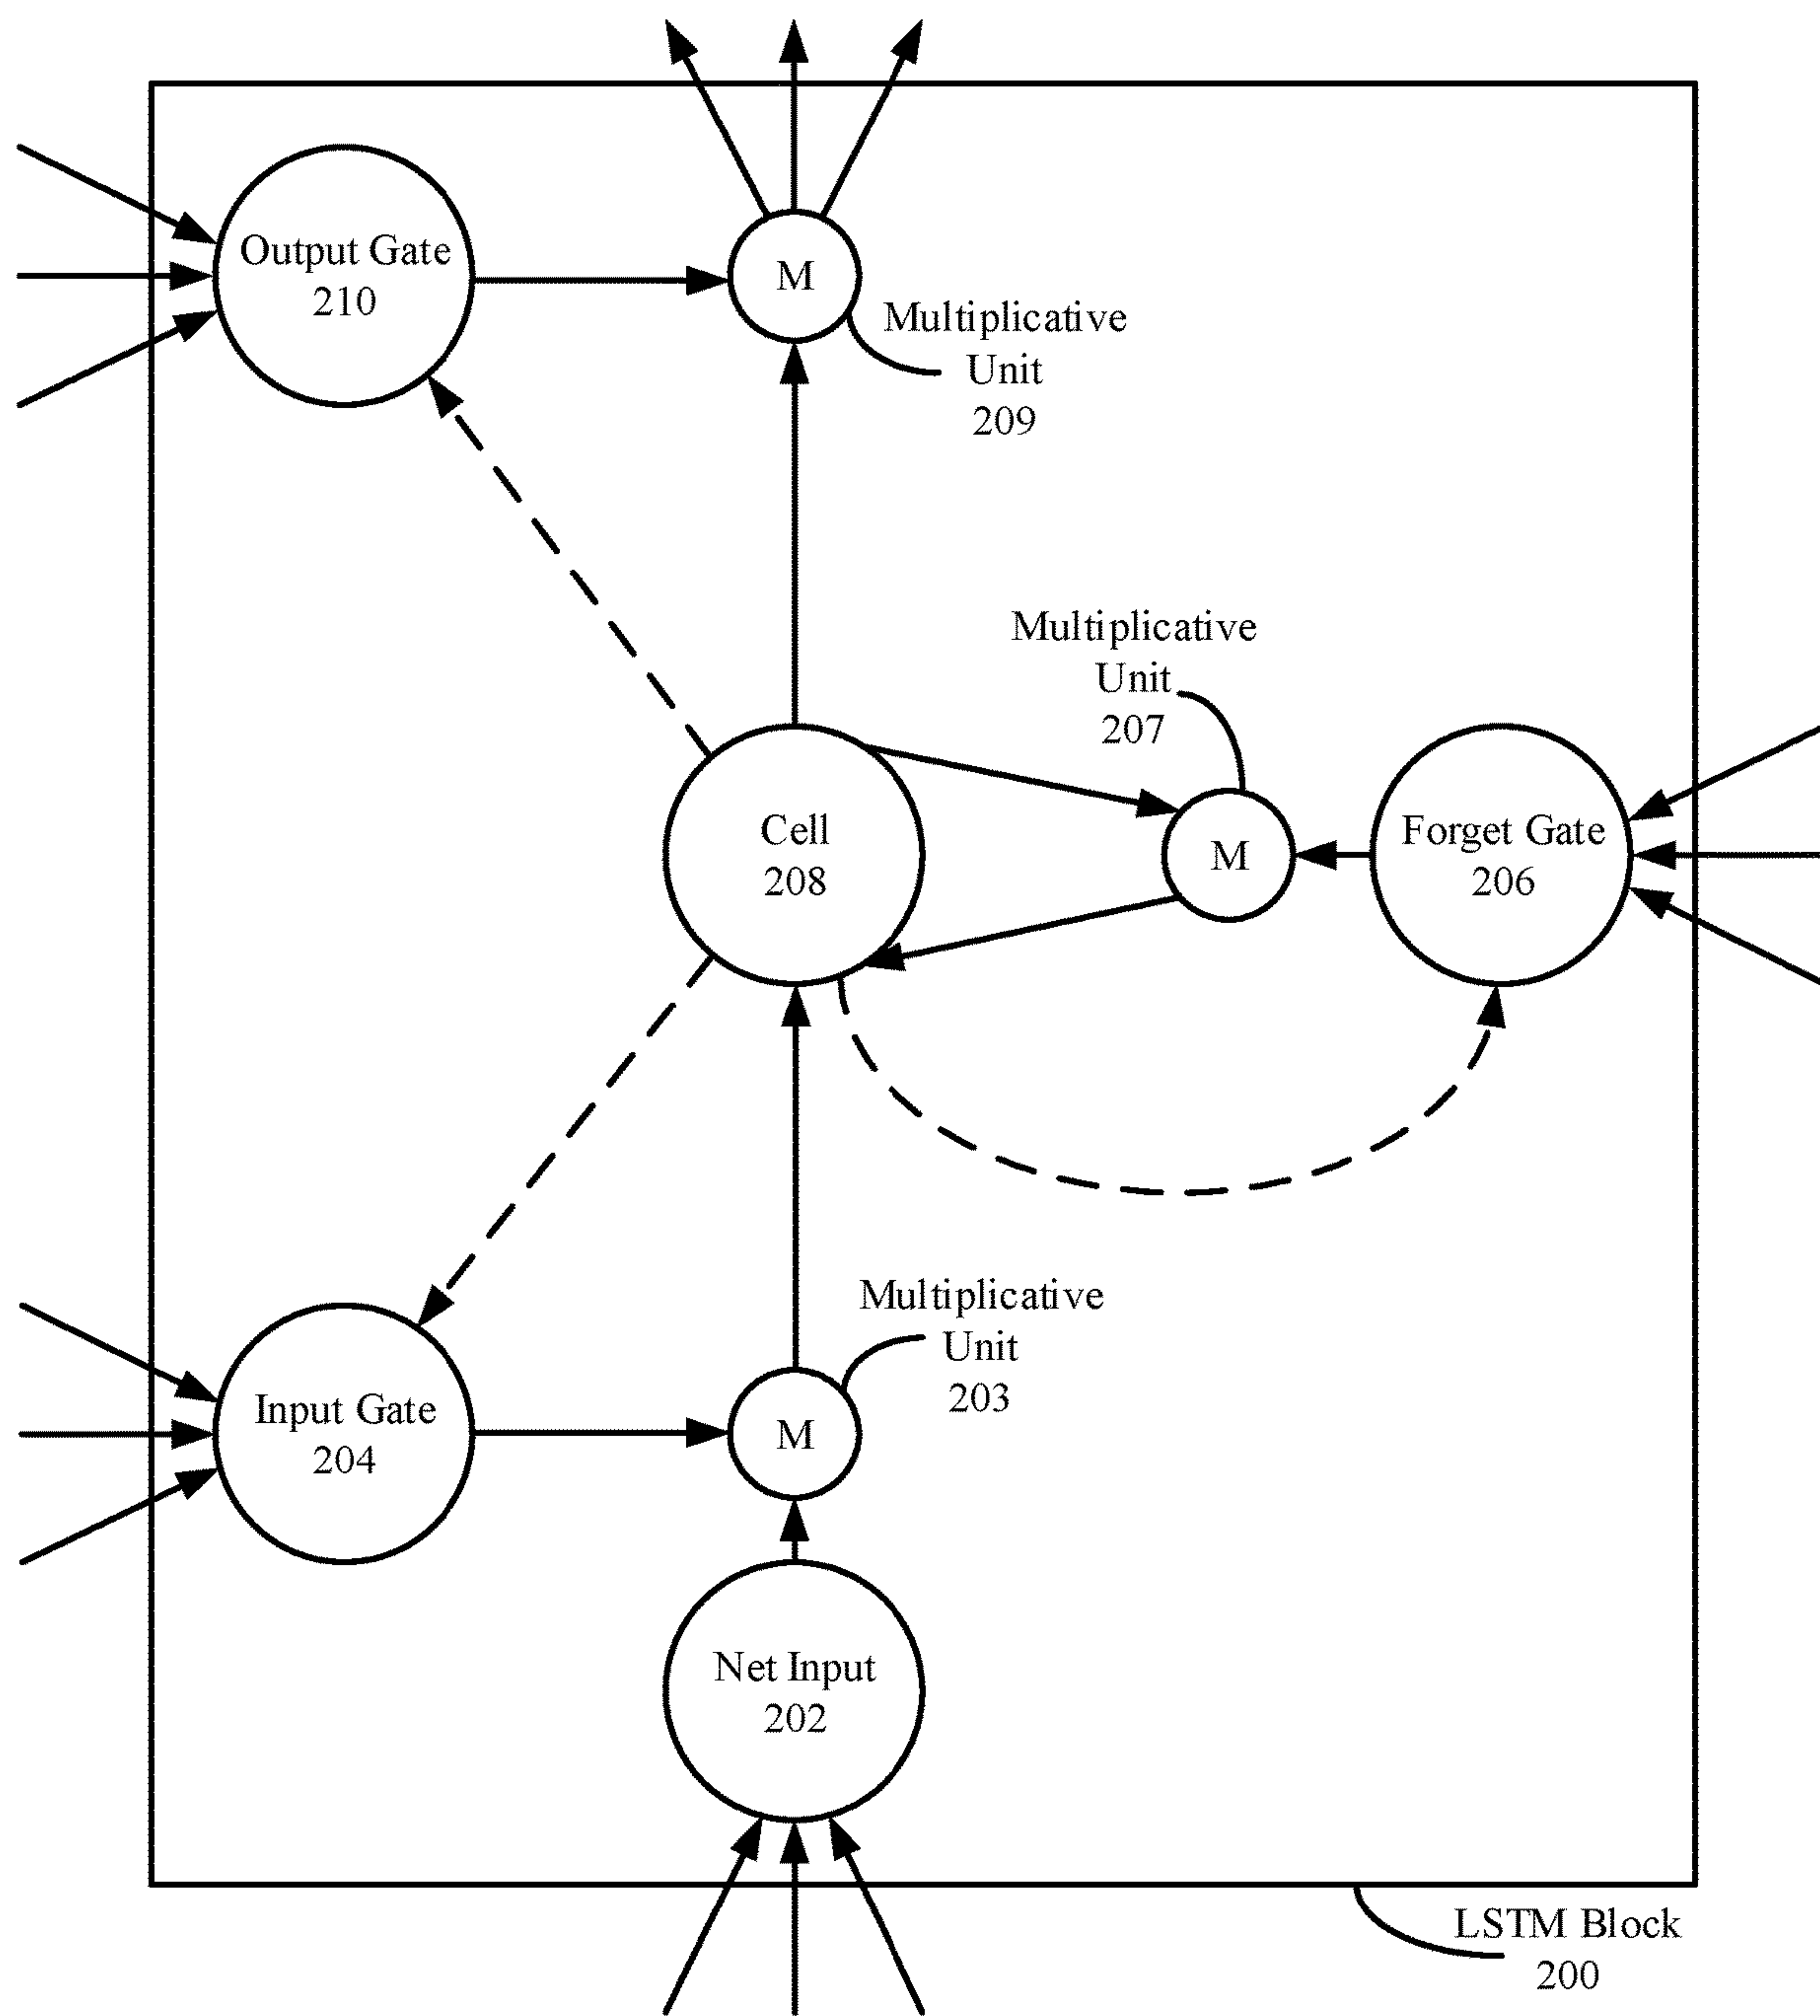 Output Gate
210
M
Multiplicative
Unit
209
Multiplicative
Unit
207
Cell
208
M
Forget Gate
206
Multiplicative
Unit
203
Input Gate
204
M
Net Input
202
LSTM Block
200